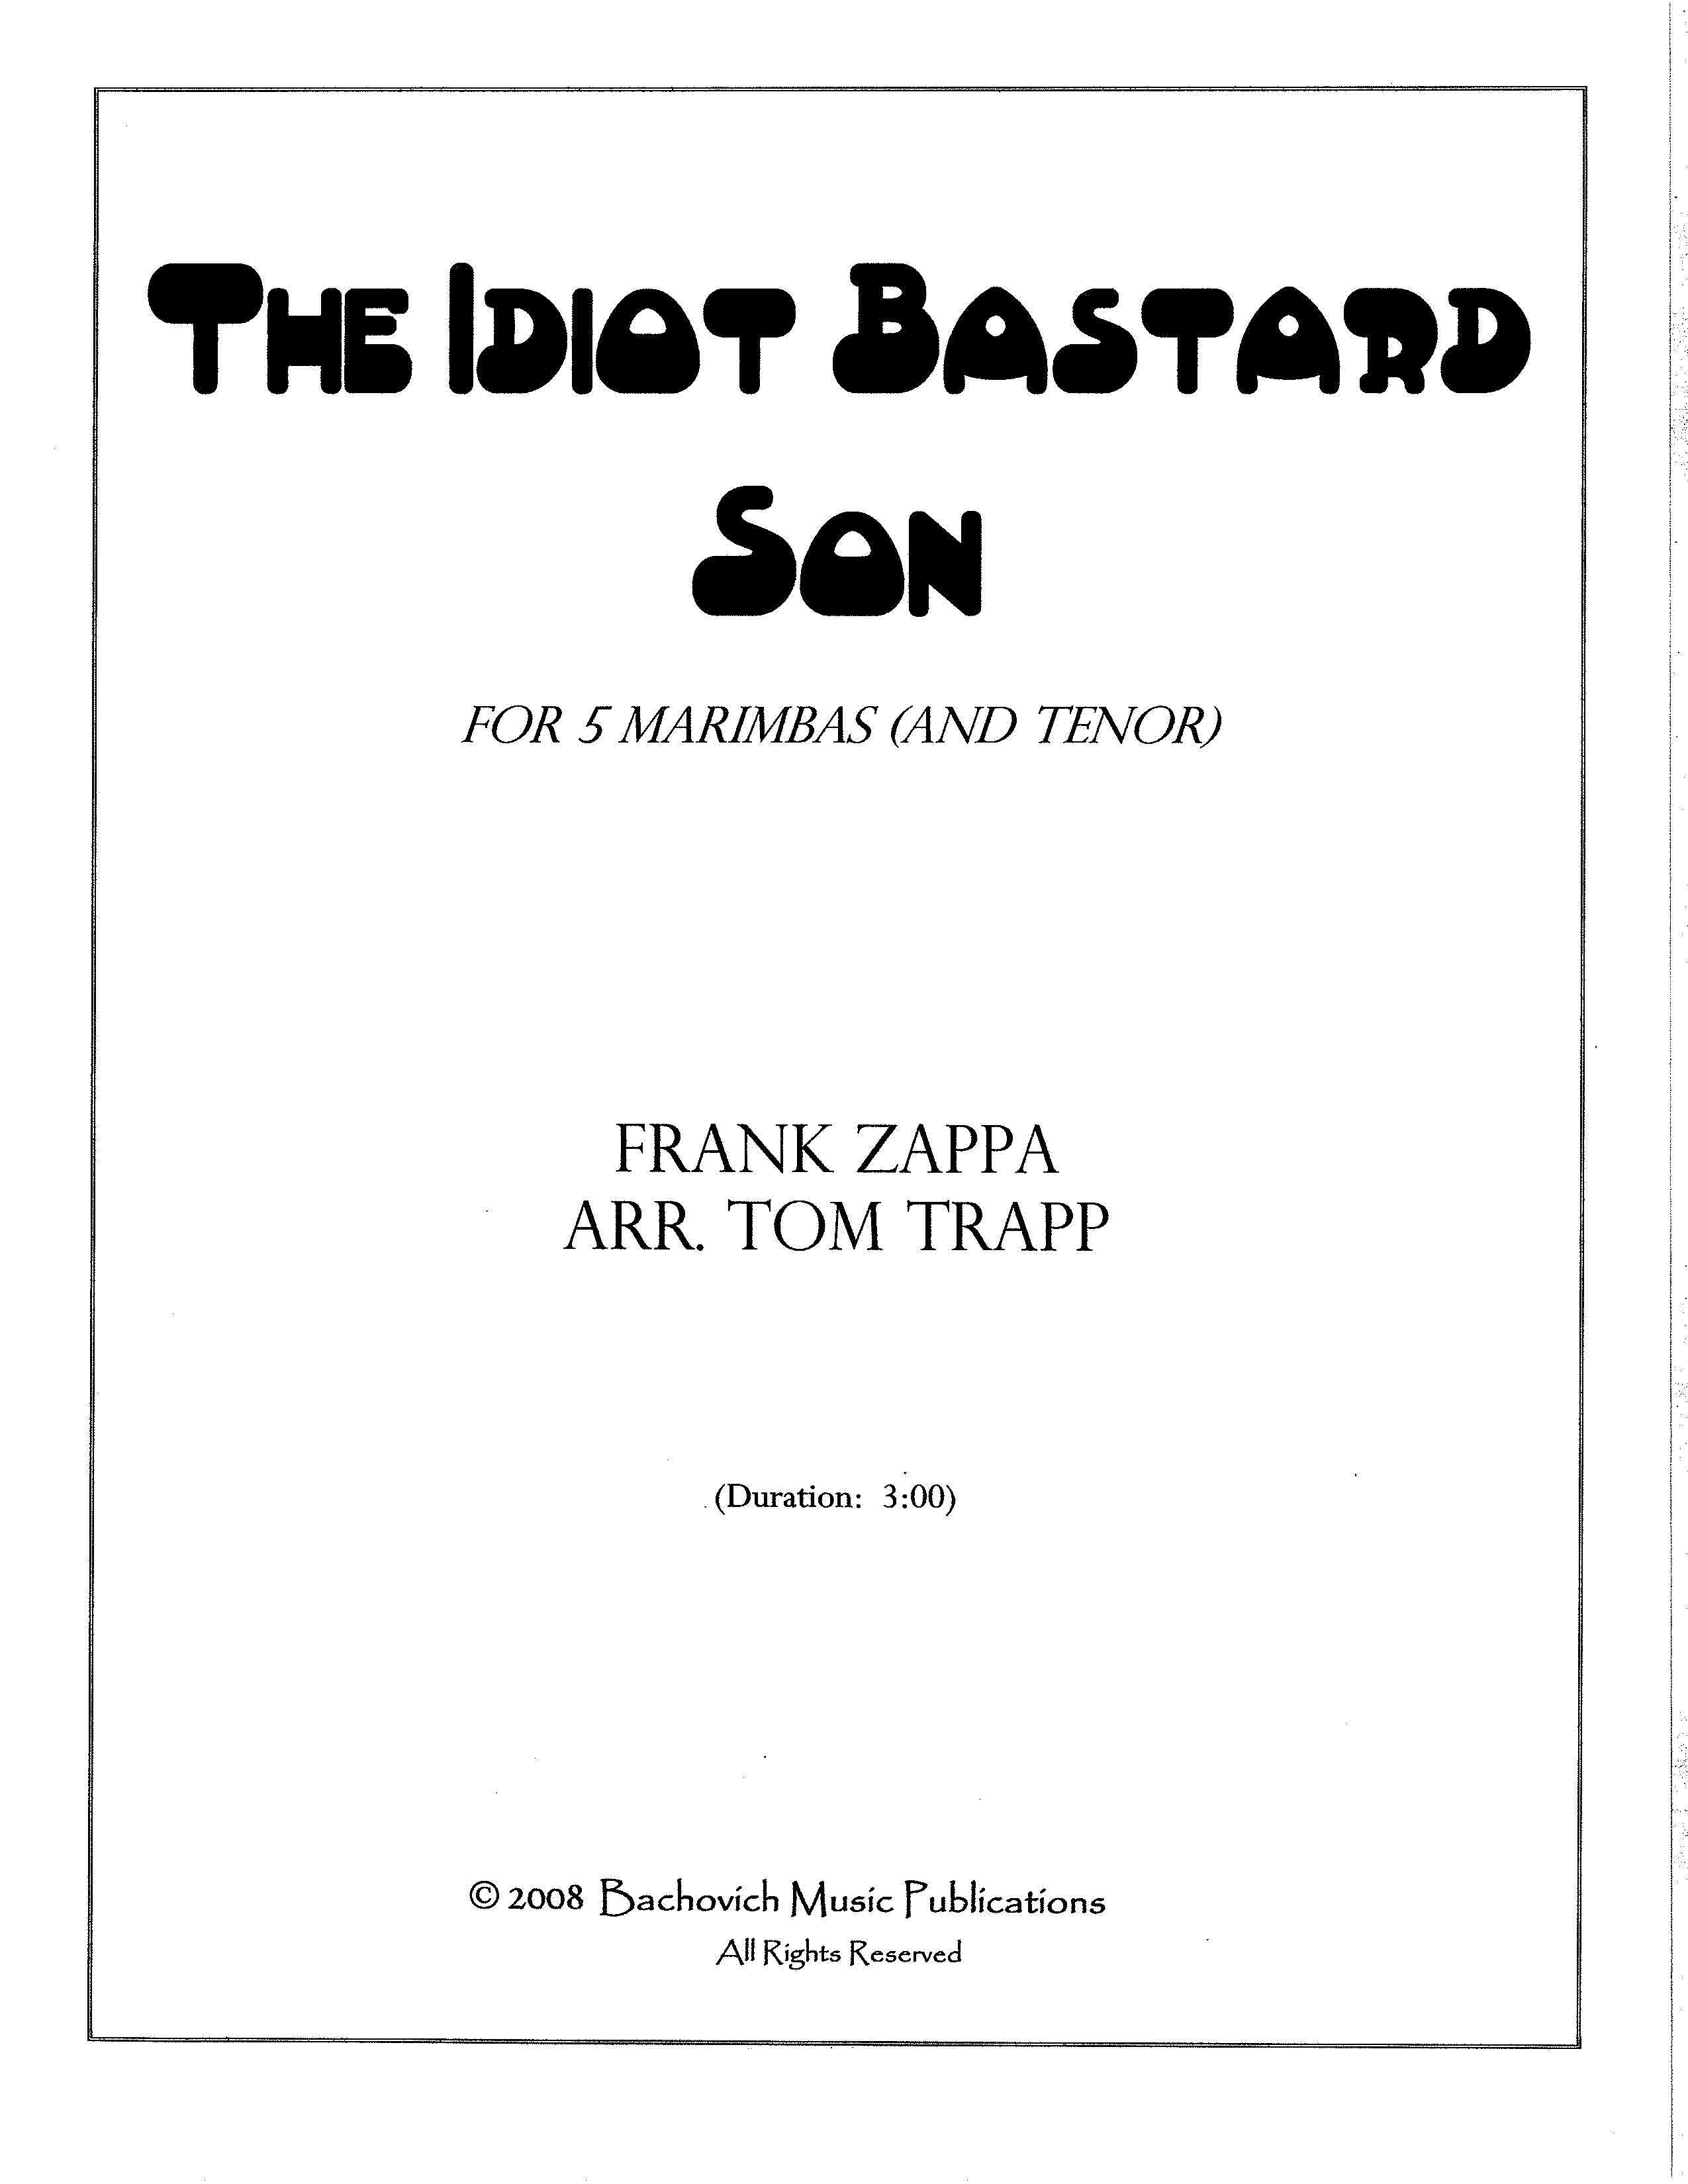 THE IDIOT BASTARD
SON
FOR 5 MARIMBAS (AND TENOR)
FRANK ZAPPA
ARR. TOM TRAPP
(Duration: 3:00)
© 2008 Bachovich Music Publications
All Rights Reserved